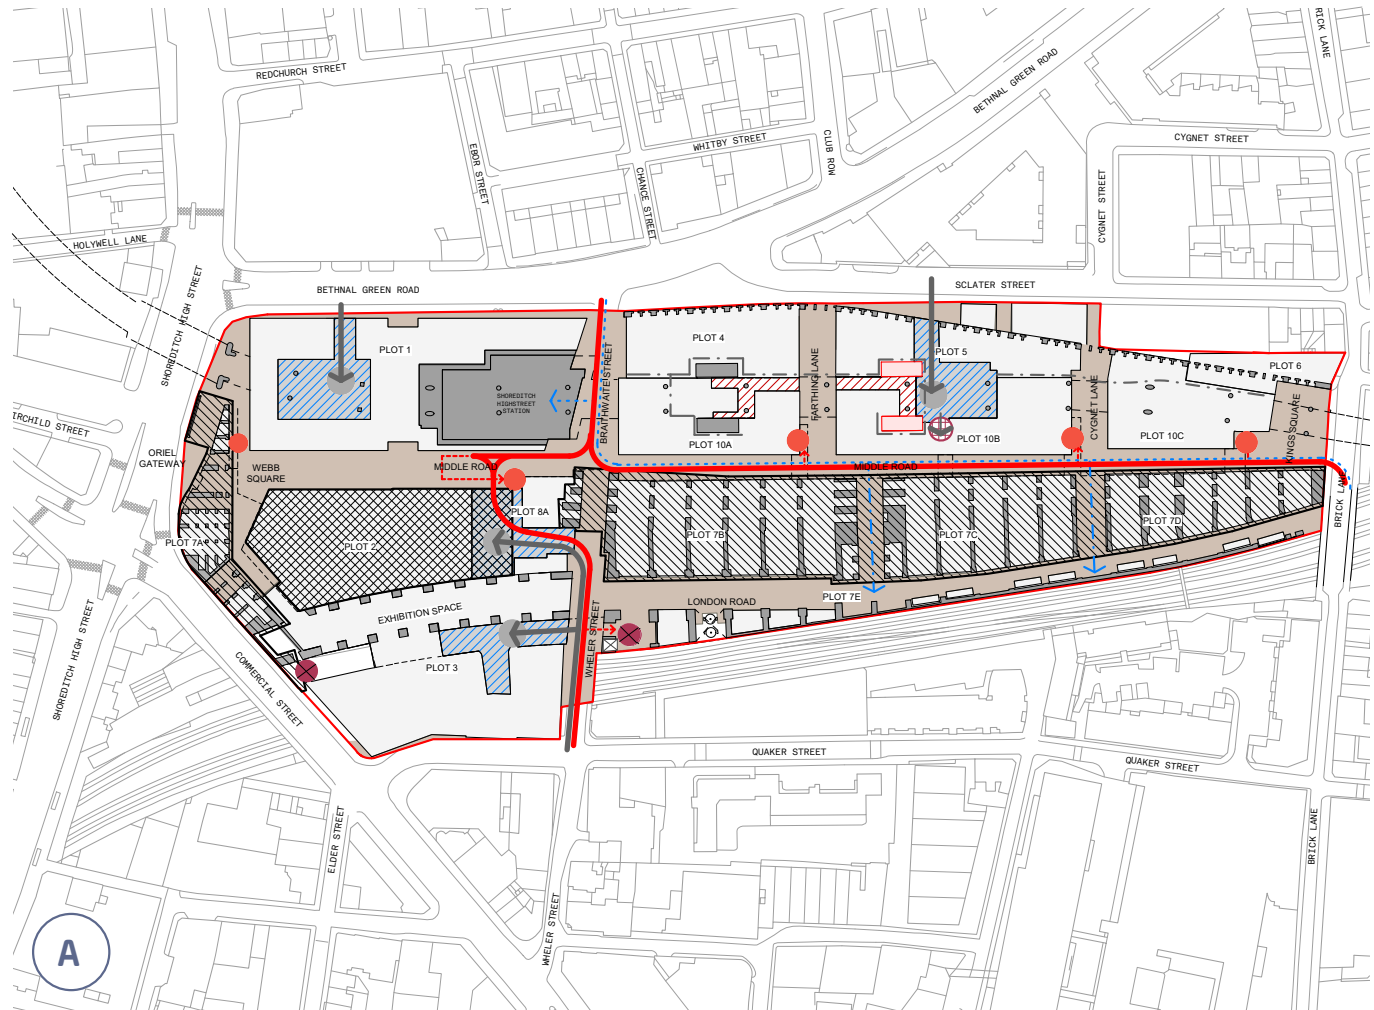 BRICK LANE
REDCHURCH STREET
BETHNAL GREEN ROAD
EBOR STREET
WHITBY STREET
CLUB ROW
CHANCE STREET
CYGNET STREET
CYGNET STREET
HOLYWELL LANE
SHOREDITCH HIGH STREET
BETHNAL GREEN ROAD
SCLATER STREET
PLOT 1
PLOT 4
PLOT 5
PLOT 6
SHOREDITCH
HIGHSTREET
STATION
BRAITHWAITE STREET
FARTHING LANE
CYGNET LANE
KINGS SQUARE
IRCHILD STREET
PLOT 10A
PLOT 10B
PLOT 10C
ORIEL
GATEWAY
WEBB
SQUARE
MIDDLE ROAD
MIDDLE ROAD
BRICK LANE
PLOT 8A
PLOT 7A
PLOT 2
PLOT 7B
PLOT 7C
PLOT 7D
PLOT 7E
LONDON ROAD
EXHIBITION SPACE
WHELER STREET
PLOT 3
SHOREDITCH HIGH STREET
COMMERCIAL STREET
QUAKER STREET
QUAKER STREET
ELDER STREET
BRICK LANE
WHELER STREET
A